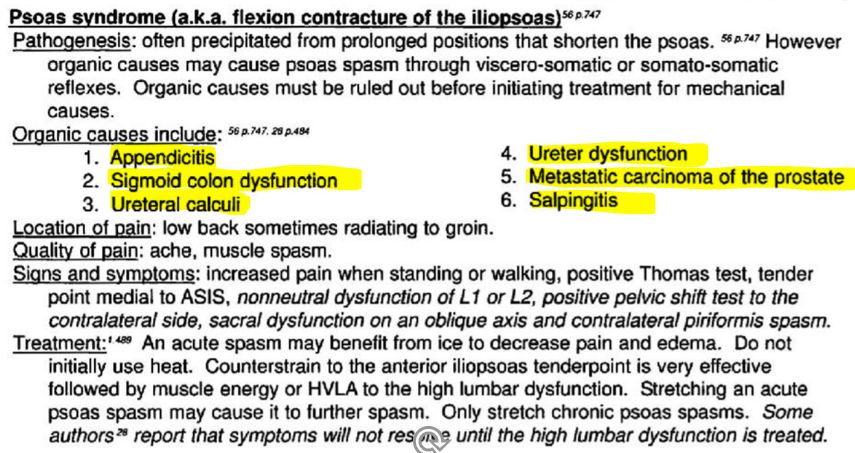 Psoas syndrome (a.k.a. flexion contracture of the iliopsoas)56 p.747
Pathogenesis: often precipitated from prolonged positions that shorten the psoas. 56 p.747 However
organic causes may cause psoas spasm through viscero-somatic or somato-somatic
reflexes. Organic causes must be ruled out before initiating treatment for mechanical
causes.
Organic causes include: 56 p.747, 28 p.484
1. Appendicitis
2. Sigmoid colon dysfunction
3. Ureteral calculi
4. Ureter dysfunction
5. Metastatic carcinoma of the prostate
6. Salpingitis
Location of pain: low back sometimes radiating to groin.
Quality of pain: ache, muscle spasm.
Signs and symptoms: increased pain when standing or walking, positive Thomas test, tender
point medial to ASIS, nonneutral dysfunction of L1 or L2, positive pelvic shift test to the
contralateral side, sacral dysfunction on an oblique axis and contralateral piriformis spasm.
Treatment:1.489 An acute spasm may benefit from ice to decrease pain and edema. Do not
initially use heat. Counterstrain to the anterior iliopsoas tenderpoint is very effective
followed by muscle energy or HVLA to the high lumbar dysfunction. Stretching an acute
psoas spasm may cause it to further spasm. Only stretch chronic psoas spasms. Some
authors 28 report that symptoms will not until the high lumbar dysfunction is treated.